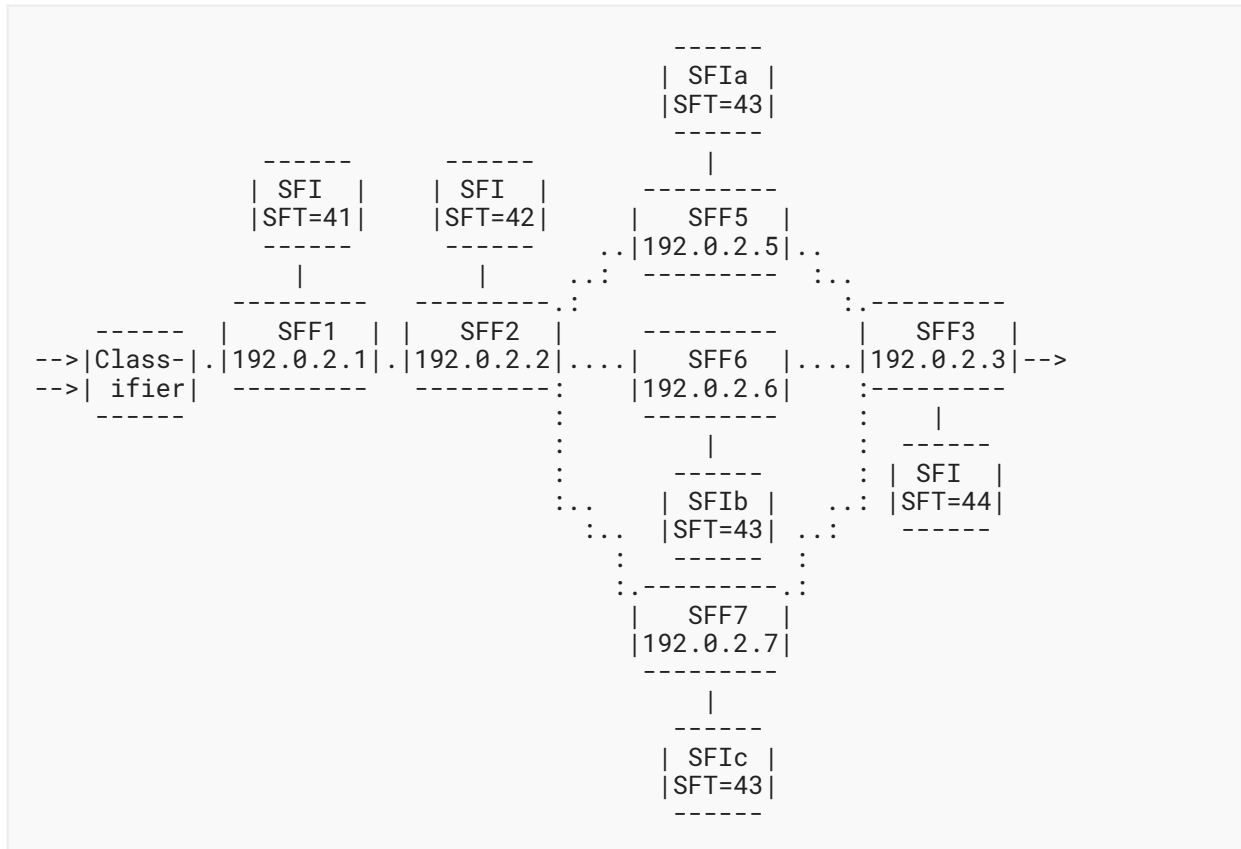 ------
                                         | SFIa |
                                         |SFT=43|
                                          ------
               ------      ------           |
              | SFI  |    | SFI  |      ---------
              |SFT=41|    |SFT=42|     |   SFF5  |
               ------      ------    ..|192.0.2.5|..
                 |           |     ..: ---------  :..
             ---------   ---------.:                :.---------
    ------  |   SFF1  | |   SFF2  |     ---------    |   SFF3  |
-->|Class-|.|192.0.2.1|.|192.0.2.2|....|   SFF6  |....|192.0.2.3|-->
-->| ifier|  ---------   ---------:    |192.0.2.6|    :---------
    ------                        :     ---------     :    |
                                  :         |         :  ------
                                  :       ------      : | SFI  |
                                  :..    | SFIb |   ..: |SFT=44|
                                    :..  |SFT=43| ..:    ------
                                      :   ------   :
                                      :.---------.:
                                       |   SFF7  |
                                       |192.0.2.7|
                                        ---------
                                            |
                                          ------
                                         | SFIc |
                                         |SFT=43|
                                          ------